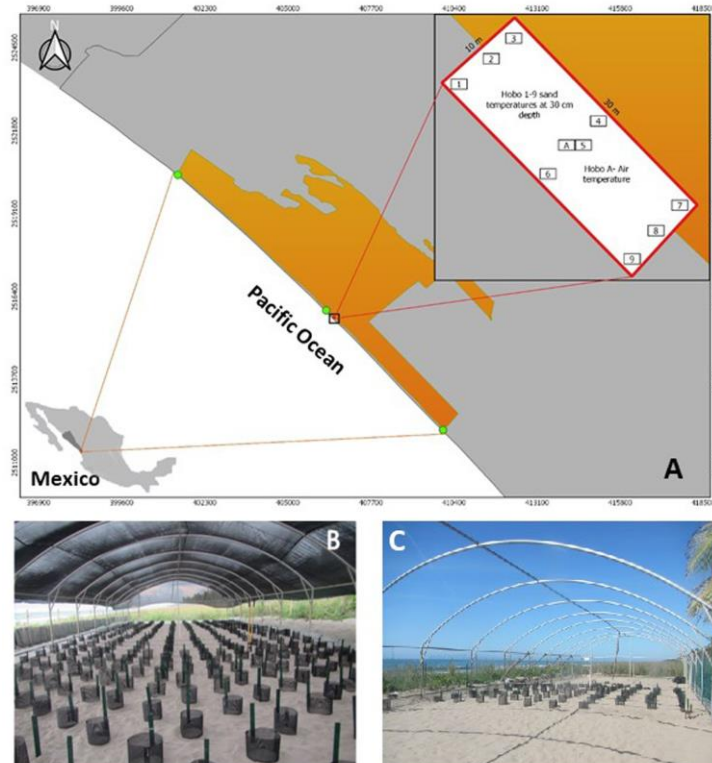 396900 399600 402300 405000 407700 410400 413100 415800 41850
2524500
2521800
2519100
2516400
2513700
2511000
10 m
30 m
3
2
1
Hobo 1-9 sand
temperatures at 30 cm
depth
4
A 5
6
Hobo A- Air
temperature
7
8
9
Pacific Ocean
Mexico
A
396900 399600 402300 405000 407700 410400 413100 415800 41850
B
C